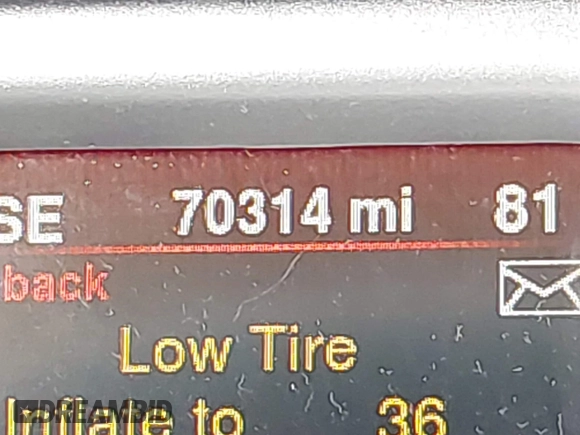 SE 70314 mi 81
back
Low Tire
Inflate to 36
DREAMBID